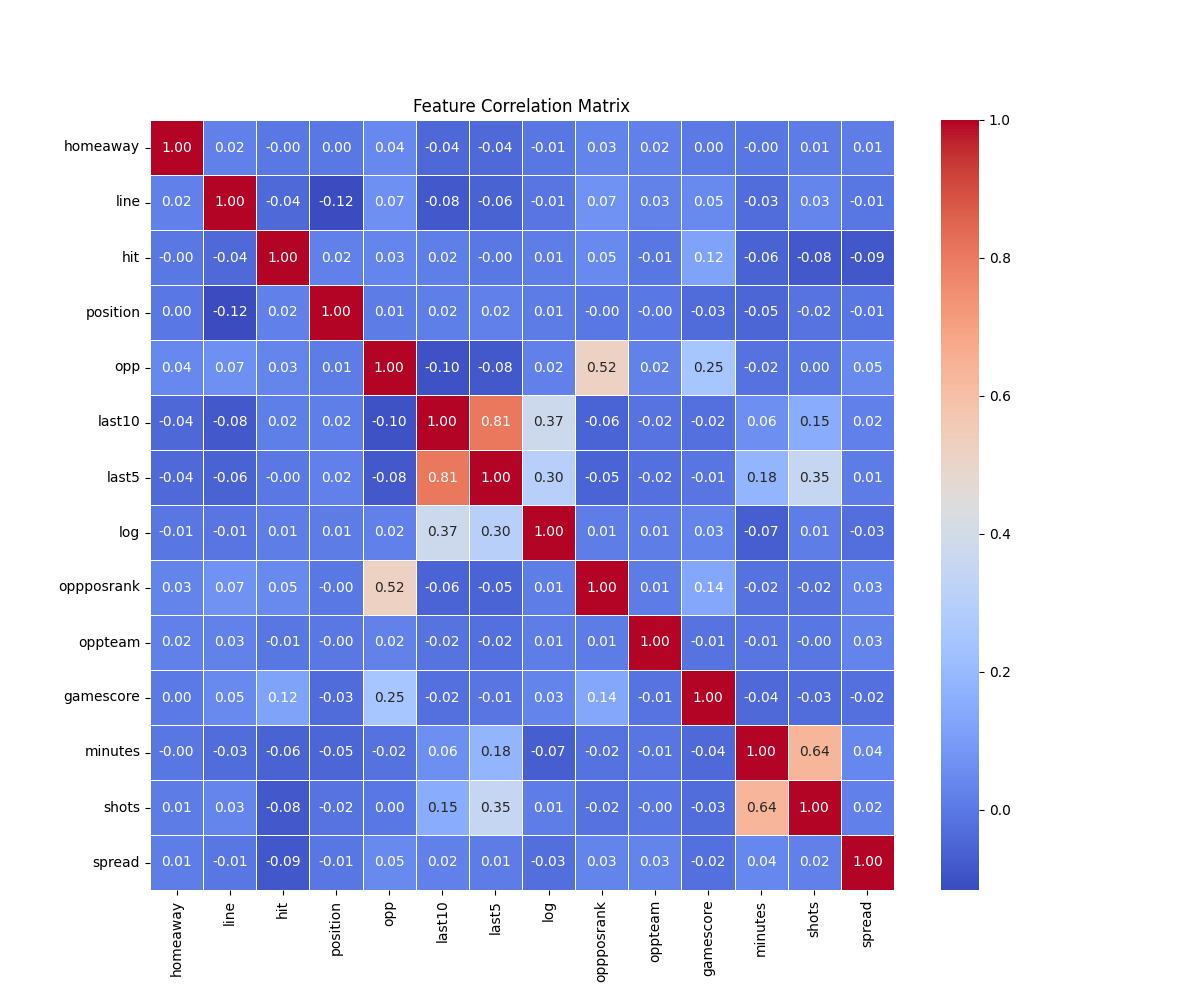 Feature Correlation Matrix
homeaway 1.00 0.02 -0.00 0.00 0.04 -0.04 -0.04 -0.01 0.03 0.02 0.00 -0.00 0.01 0.01
line 0.02 1.00 -0.04 -0.12 0.07 -0.08 -0.06 -0.01 0.07 0.03 0.05 -0.03 0.03 -0.01
hit -0.00 -0.04 1.00 0.02 0.03 0.02 -0.00 0.01 0.05 -0.01 0.12 -0.06 -0.08 -0.09
position 0.00 -0.12 0.02 1.00 0.01 0.02 0.02 0.01 -0.00 -0.00 -0.03 -0.05 -0.02 -0.01
opp 0.04 0.07 0.03 0.01 1.00 -0.10 -0.08 0.02 0.52 0.02 0.25 -0.02 0.00 0.05
last10 -0.04 -0.08 0.02 0.02 -0.10 1.00 0.81 0.37 -0.06 -0.02 -0.02 0.06 0.15 0.02
last5 -0.04 -0.06 -0.00 0.02 -0.08 0.81 1.00 0.30 -0.05 -0.02 -0.01 0.18 0.35 0.01
log -0.01 -0.01 0.01 0.01 0.02 0.37 0.30 1.00 0.01 0.01 0.03 -0.07 0.01 -0.03
oppposrank 0.03 0.07 0.05 -0.00 0.52 -0.06 -0.05 0.01 1.00 0.01 0.14 -0.02 -0.02 0.03
oppteam 0.02 0.03 -0.01 -0.00 0.02 -0.02 -0.02 0.01 0.01 1.00 -0.01 -0.01 -0.00 0.03
gamescore 0.00 0.05 0.12 -0.03 0.25 -0.02 -0.01 0.03 0.14 -0.01 1.00 -0.04 -0.03 -0.02
minutes -0.00 -0.03 -0.06 -0.05 -0.02 0.06 0.18 -0.07 -0.02 -0.01 -0.04 1.00 0.64 0.04
shots 0.01 0.03 -0.08 -0.02 0.00 0.15 0.35 0.01 -0.02 -0.00 -0.03 0.64 1.00 0.02
spread 0.01 -0.01 -0.09 -0.01 0.05 0.02 0.01 -0.03 0.03 0.03 -0.02 0.04 0.02 1.00
homeaway line hit position opp last10 last5 log oppposrank oppteam gamescore minutes shots spread
1.0
0.8
0.6
0.4
0.2
0.0